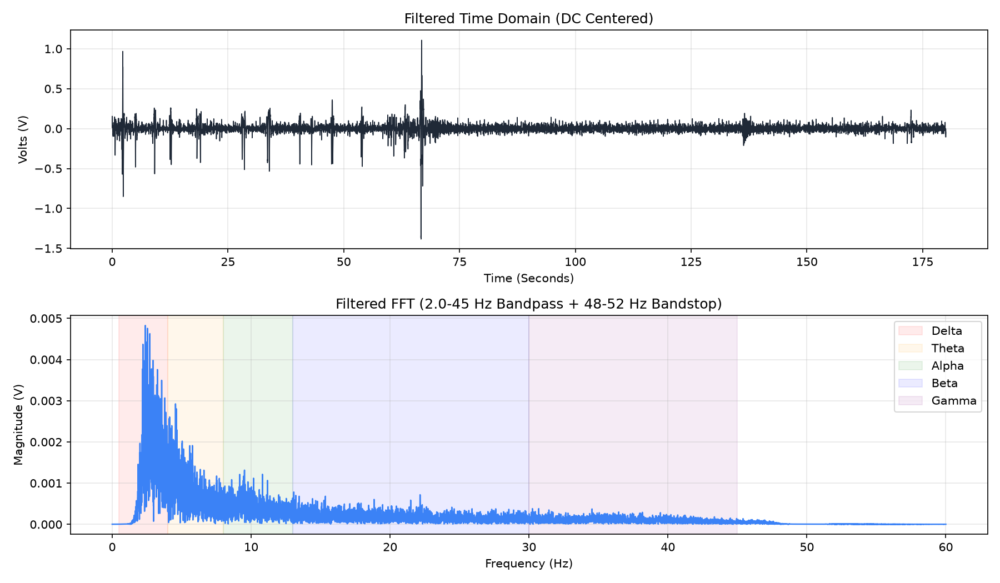 Filtered Time Domain (DC Centered)
1.0
0.5
0.0
−0.5
−1.0
−1.5
Volts (V)
0 25 50 75 100 125 150 175
Time (Seconds)
Filtered FFT (2.0-45 Hz Bandpass + 48-52 Hz Bandstop)
0.005
0.004
0.003
0.002
0.001
0.000
Magnitude (V)
Delta
Theta
Alpha
Beta
Gamma
0 10 20 30 40 50 60
Frequency (Hz)